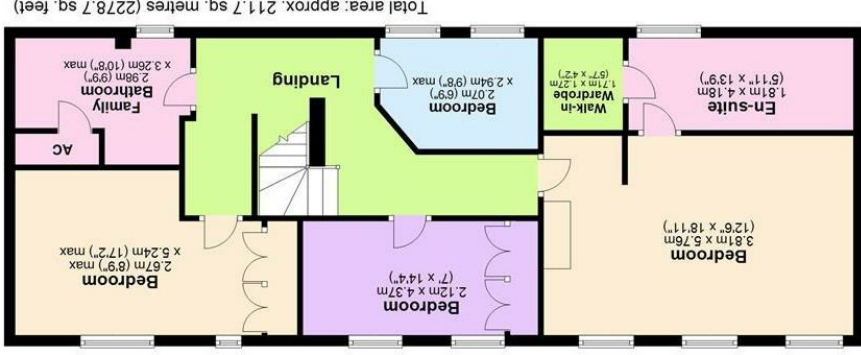 Bedroom
3.81m x 5.76m
(12'6" x 18'11")
Bedroom
2.12m x 4.37m
(7' x 14'4")
Bedroom
2.67m (8'9") max
x 5.24m (17'2") max
AC
En-suite
1.81m x 4.18m
(5'11" x 13'9")
Walk-in
Wardrobe
1.71m x 1.27m
(5'7" x 4'2")
Bedroom
2.07m (6'9")
x 2.94m (9'8") max
Landing
Family
Bathroom
2.98m (9'9")
x 3.26m (10'8") max
Total area: approx. 211.7 sq. metres (2278.7 sq. feet)